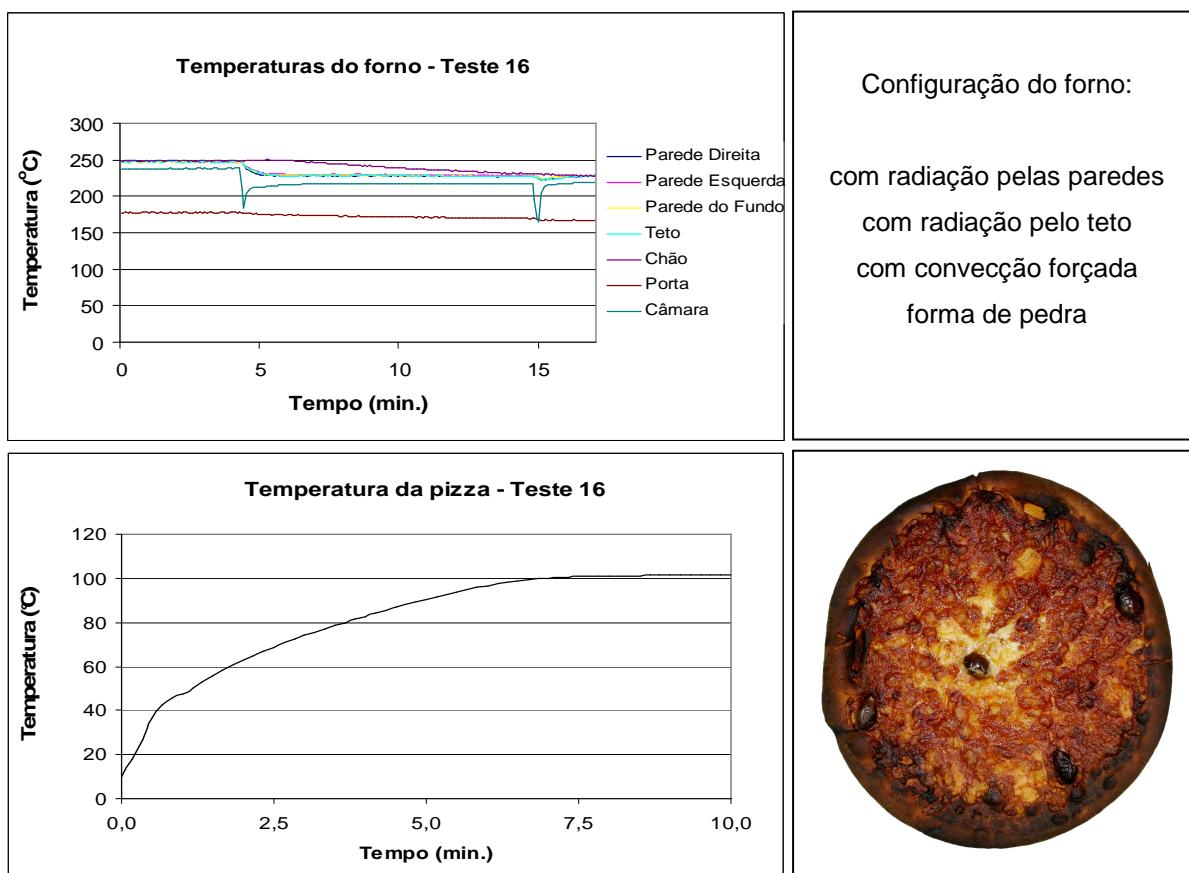 Temperaturas do forno - Teste 16
Temperatura (°C)
300
250
200
150
100
50
0
0
5
10
15
Tempo (min.)
Parede Direita
Parede Esquerda
Parede do Fundo
Teto
Chão
Porta
Câmara
Configuração do forno:
com radiação pelas paredes
com radiação pelo teto
com convecção forçada
forma de pedra
Temperatura da pizza - Teste 16
Temperatura (°C)
120
100
80
60
40
20
0
0,0
2,5
5,0
7,5
10,0
Tempo (min.)